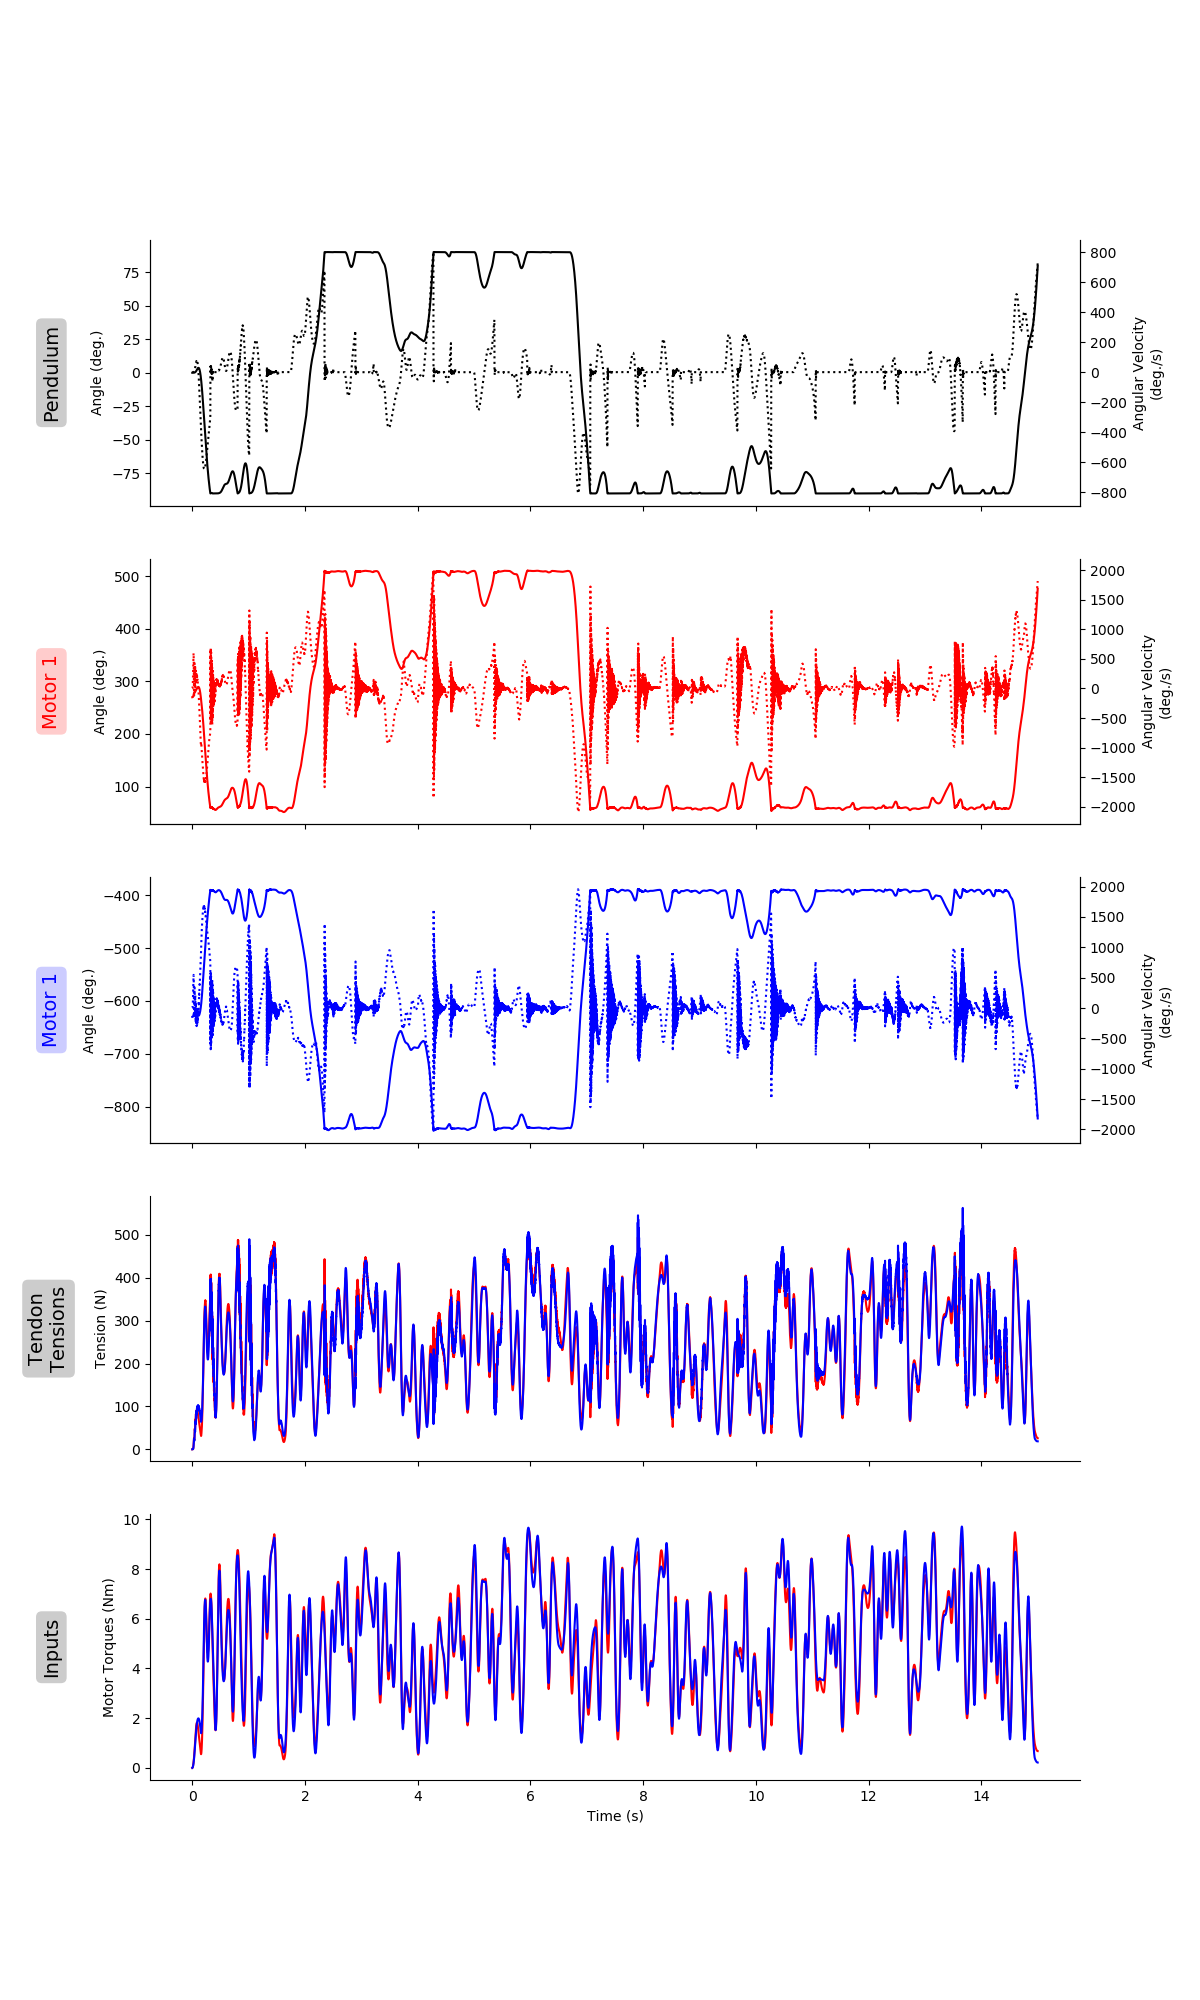 Pendulum
Angle (deg.)
75
50
25
0
−25
−50
−75
800
600
400
200
0
−200
−400
−600
−800
Angular Velocity
(deg./s)
Motor 1
Angle (deg.)
500
400
300
200
100
2000
1500
1000
500
0
−500
−1000
−1500
−2000
Angular Velocity
(deg./s)
Motor 1
Angle (deg.)
−400
−500
−600
−700
−800
2000
1500
1000
500
0
−500
−1000
−1500
−2000
Angular Velocity
(deg./s)
Tendon
Tensions
Tension (N)
500
400
300
200
100
0
Inputs
Motor Torques (Nm)
10
8
6
4
2
0
0 2 4 6 8 10 12 14
Time (s)